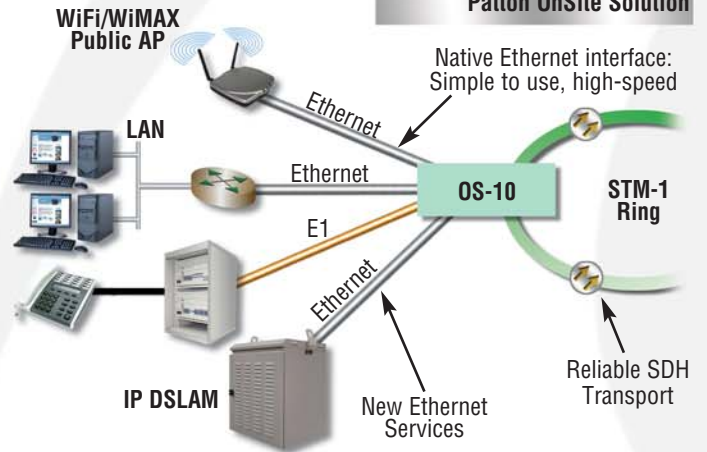 Patton OnSite Solution
WiFi/WiMAX
Public AP
Native Ethernet interface:
Simple to use, high-speed
Ethernet
LAN
Ethernet
OS-10
STM-1
Ring
E1
Ethernet
IP DSLAM
New Ethernet
Services
Reliable SDH
Transport